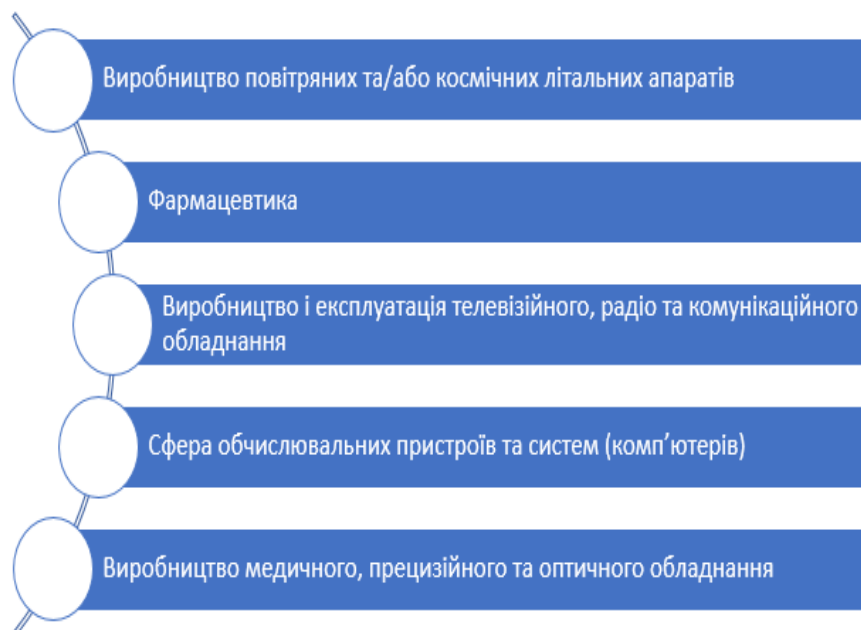 Виробництво повітряних та/або космічних літальних апаратів
Фармацевтика
Виробництво і експлуатація телевізійного, радіо та комунікаційного
обладнання
Сфера обчислювальних пристроїв та систем (комп’ютерів)
Виробництво медичного, прецизійного та оптичного обладнання